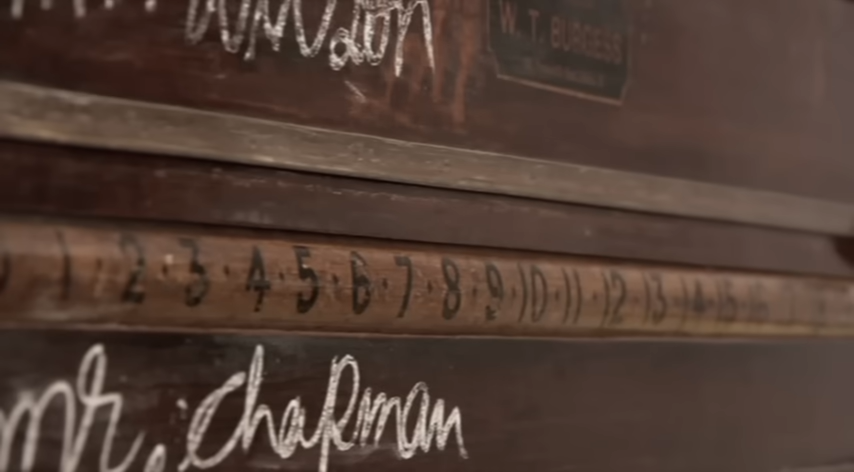 W. T. BURGESS
1 · 2 · 3 · 4 · 5 · 6 · 7 · 8 · 9 · 10 · 11 · 12 · 13 · 14 · 15 · 16
Mr. Chapman